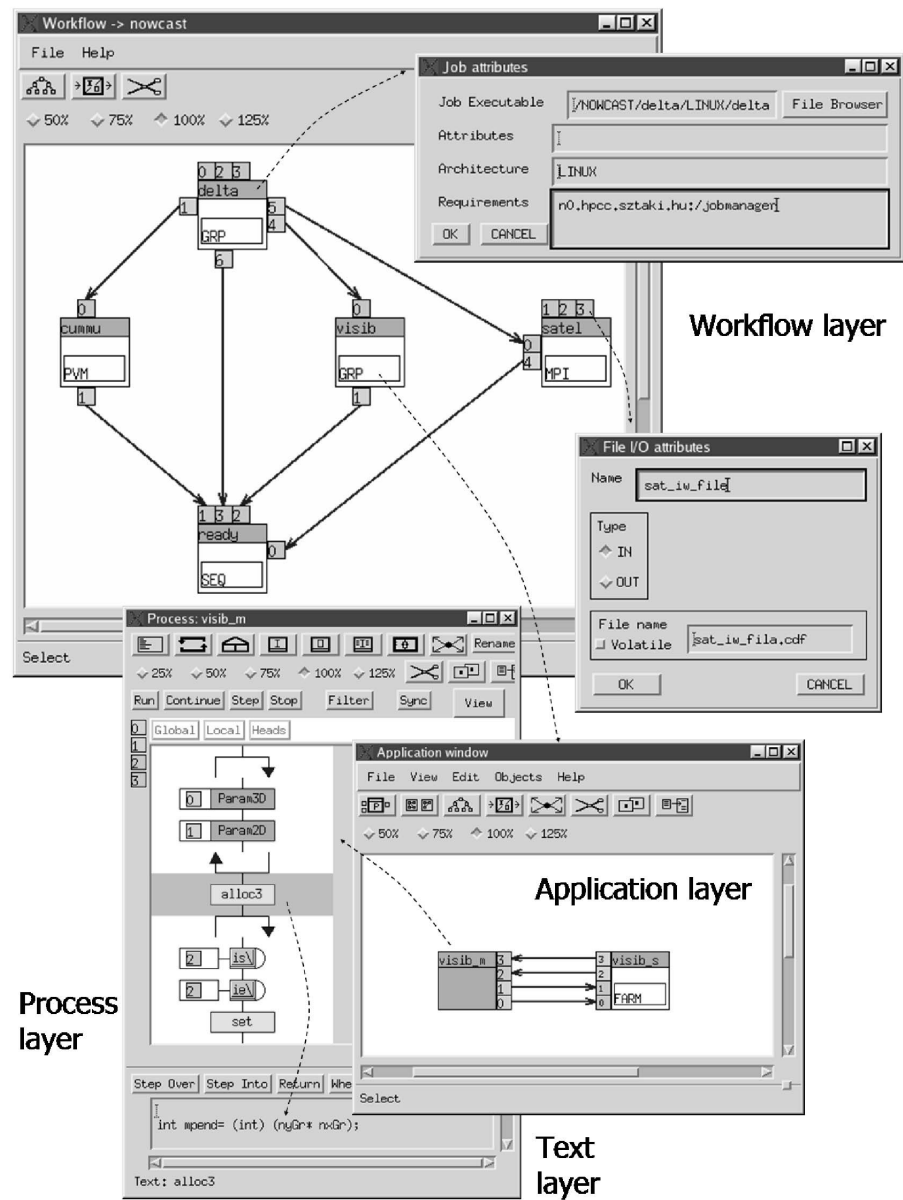 Workflow -> nowcast
File Help
50% 75% 100% 125%
0 2 3
delta
1
5
4
GRP
6
0
cummu
PVM
1
0
visib
GRP
1
1 2 3
satel
0
4
MPI
1 3 2
ready
0
SEQ
Select
Job attributes
Job Executable /NOWCAST/delta/LINUX/delta File Browser
Attributes
Architecture LINUX
Requirements n0.hpcc.sztaki.hu:/jobmanager
OK CANCEL
Workflow layer
File I/O attributes
Name sat_iw_file
Type
IN
OUT
File name
Volatile sat_iw_fila.cdf
OK CANCEL
Process: visib_m
Rename
25% 50% 75% 100% 125%
Run Continue Step Stop Filter Sync View
0 Global Local Heads
1
2
3
0 Param3D
1 Param2D
alloc3
2 is\
2 ie\
set
Process
layer
Step Over Step Into Return Whe
int mpend= (int) (nyGr* nxGr);
Text: alloc3
Application window
File View Edit Objects Help
50% 75% 100% 125%
Application layer
visib_m 3 3 visib_s
2 2
1 1
0 0
FARM
Select
Text
layer